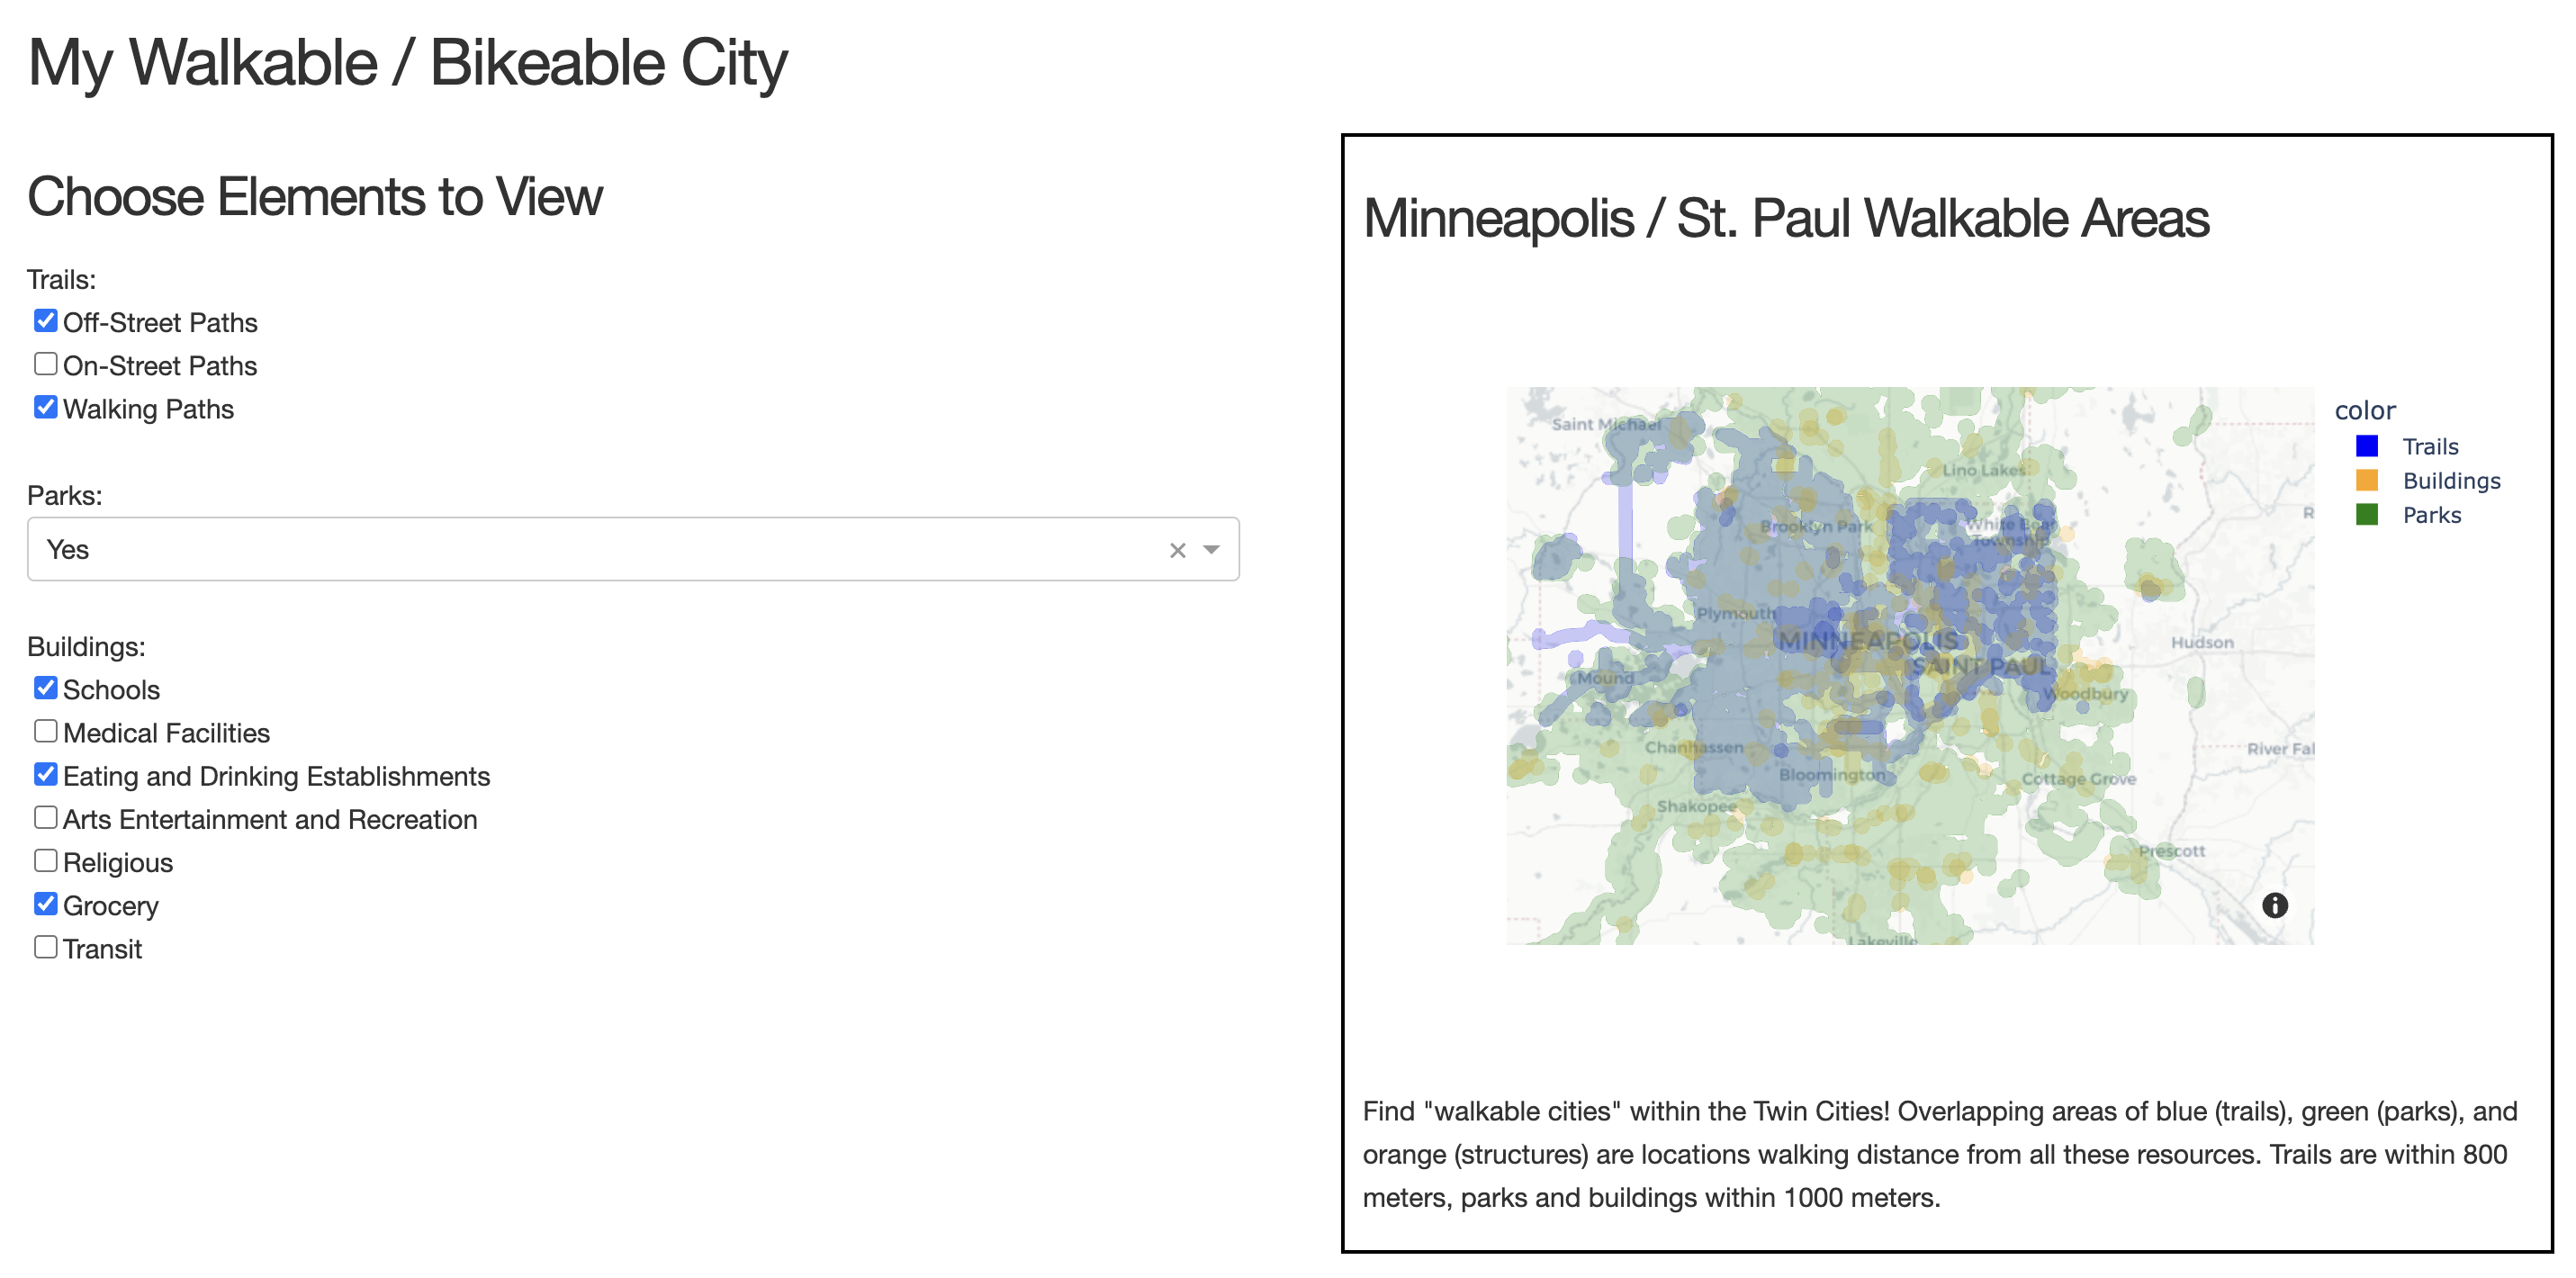 My Walkable / Bikeable City
Choose Elements to View
Trails:
Off-Street Paths
On-Street Paths
Walking Paths
Parks:
Yes
Buildings:
Schools
Medical Facilities
Eating and Drinking Establishments
Arts Entertainment and Recreation
Religious
Grocery
Transit
Minneapolis / St. Paul Walkable Areas
Saint Michael
Lino Lakes
Brooklyn Park
White Bear
Township
Plymouth
MINNEAPOLIS
SAINT PAUL
Hudson
Mound
Woodbury
Chanhassen
Bloomington
River Fal
Cottage Grove
Shakopee
Prescott
Lakeville
R
color
Trails
Buildings
Parks
Find "walkable cities" within the Twin Cities! Overlapping areas of blue (trails), green (parks), and
orange (structures) are locations walking distance from all these resources. Trails are within 800
meters, parks and buildings within 1000 meters.